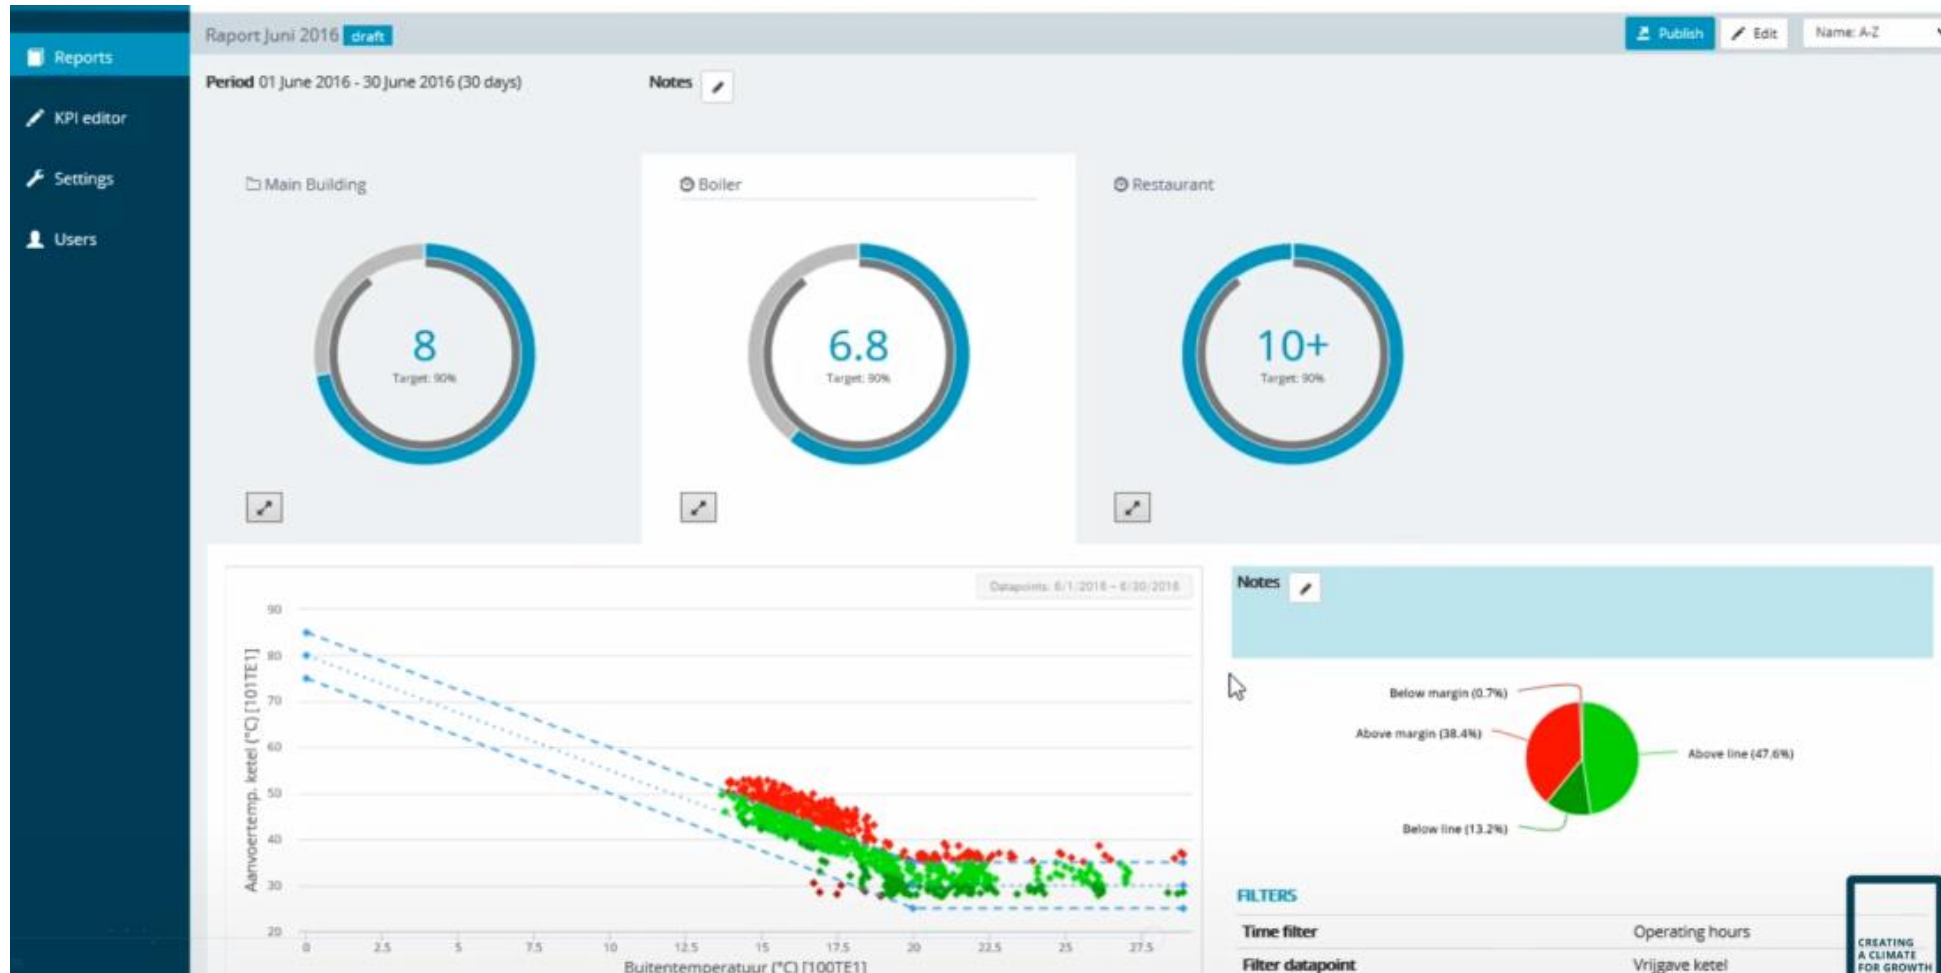 Reports
KPI editor
Settings
Users
Raport Juni 2016 draft
Publish Edit Name: A-Z
Period 01 June 2016 - 30 June 2016 (30 days)
Notes
Main Building
8
Target: 90%
Boiler
6.8
Target: 90%
Restaurant
10+
Target: 90%
Datapoints: 6/1/2016 – 6/30/2016
Aanvoertemp. ketel (°C) [101TE1]
90
80
70
60
50
40
30
20
0 2.5 5 7.5 10 12.5 15 17.5 20 22.5 25 27.5
Buitentemperatuur (°C) [100TE1]
Notes
Below margin (0.7%)
Above margin (38.4%)
Above line (47.6%)
Below line (13.2%)
FILTERS
Time filter Operating hours
Filter datapoint Vrijgave ketel
CREATING
A CLIMATE
FOR GROWTH